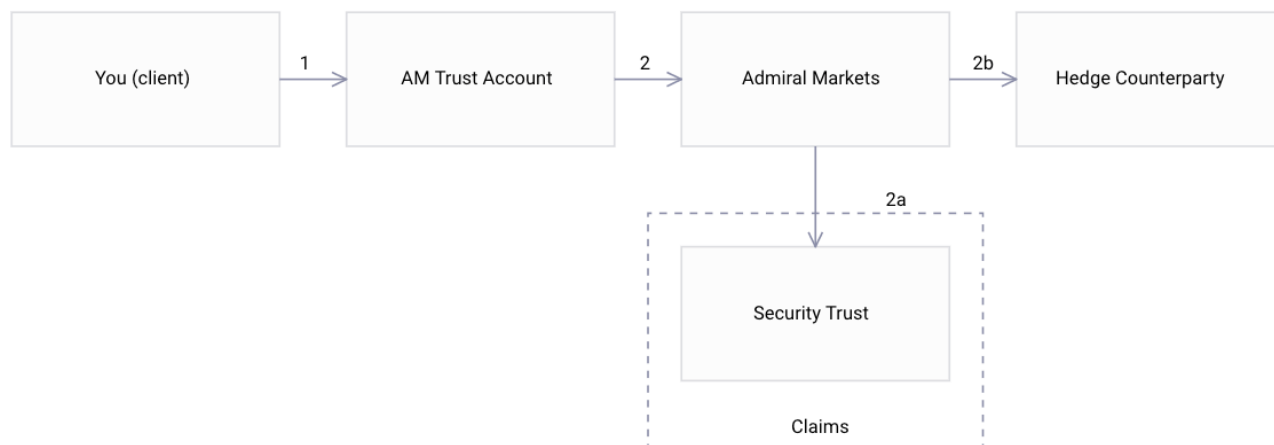 1
2
2b
You (client)
AM Trust Account
Admiral Markets
Hedge Counterparty
2a
Security Trust
Claims